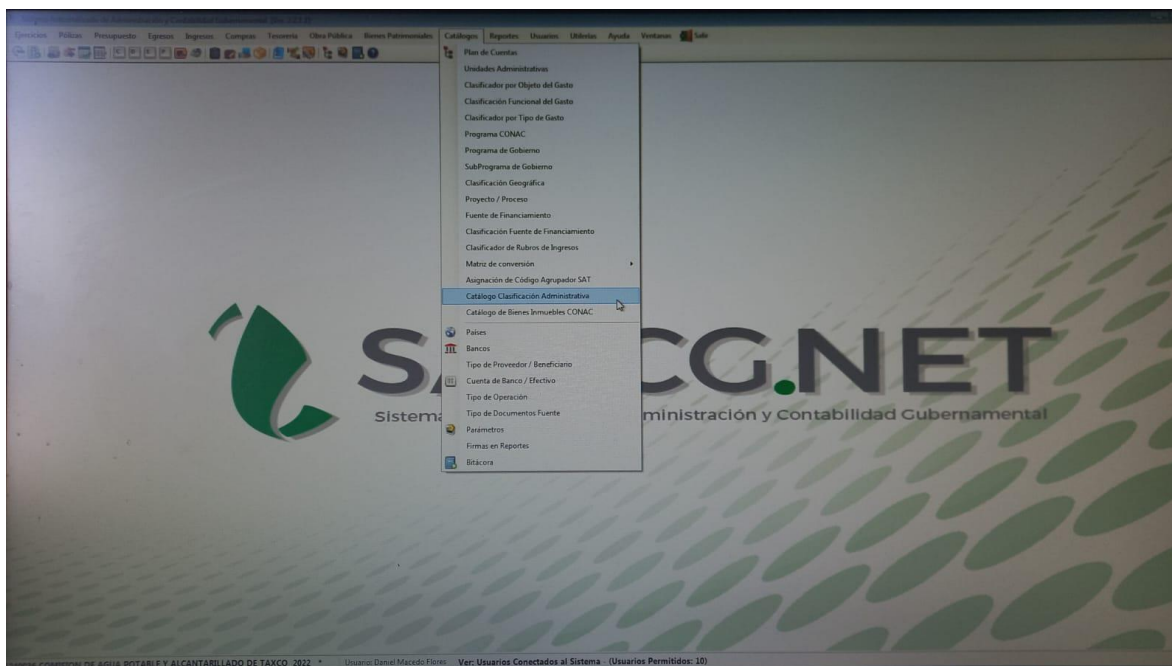 Ejercicios Pólizas Presupuesto Egresos Ingresos Compras Tesorería Obra Pública Bienes Patrimoniales Catálogos Reportes Usuarios Utilerías Ayuda Ventanas Salir
Plan de Cuentas
Unidades Administrativas
Clasificador por Objeto del Gasto
Clasificación Funcional del Gasto
Clasificador por Tipo de Gasto
Programa CONAC
Programa de Gobierno
SubPrograma de Gobierno
Clasificación Geográfica
Proyecto / Proceso
Fuente de Financiamiento
Clasificación Fuente de Financiamiento
Clasificador de Rubros de Ingresos
Matriz de conversión
Asignación de Código Agrupador SAT
Catálogo Clasificación Administrativa
Catálogo de Bienes Inmuebles CONAC
Países
Bancos
Tipo de Proveedor / Beneficiario
Cuenta de Banco / Efectivo
Tipo de Operación
Tipo de Documentos Fuente
Parámetros
Firmas en Reportes
Bitácora
S CG.NET
Sistema ministración y Contabilidad Gubernamental
COMISION DE AGUA POTABLE Y ALCANTARILLADO DE TAXCO 2022 * Usuario: Daniel Macedo Flores Ver: Usuarios Conectados al Sistema - (Usuarios Permitidos: 10)